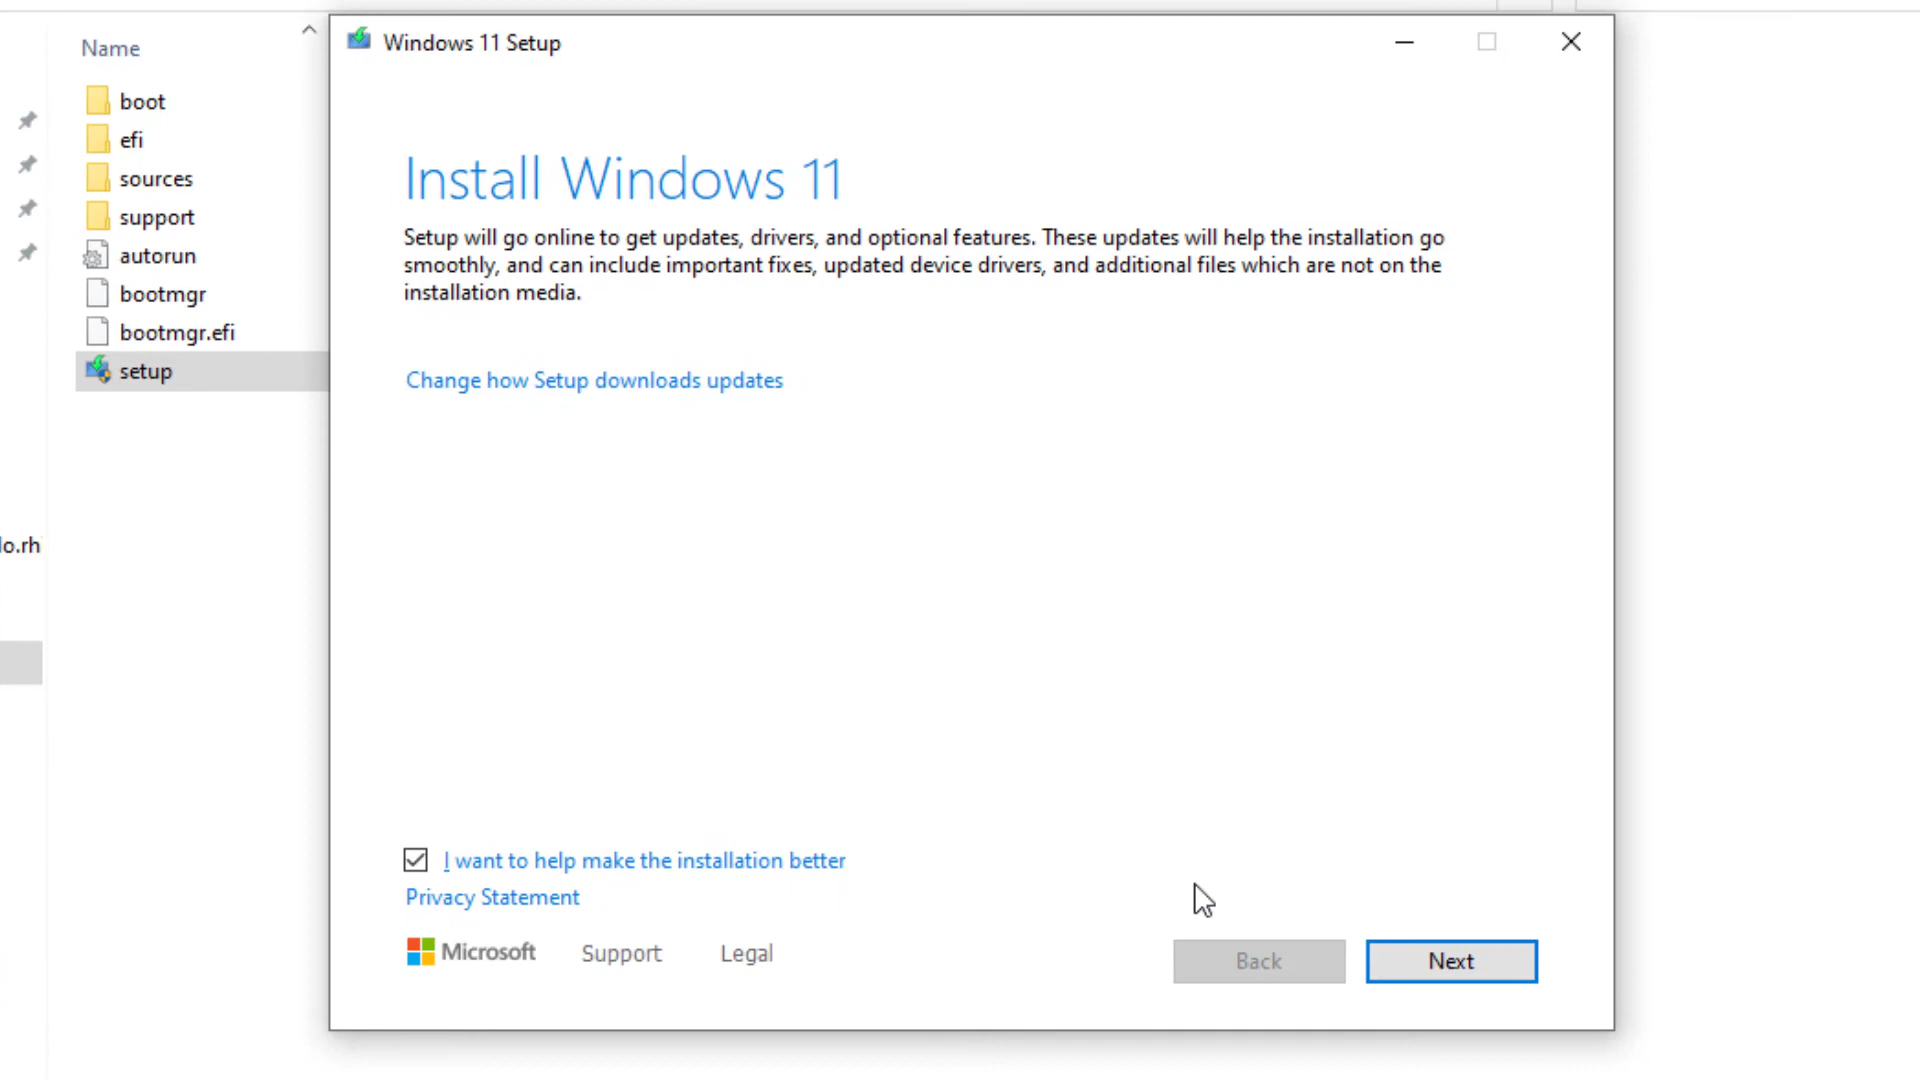 Name
boot
efi
sources
support
autorun
bootmgr
bootmgr.efi
setup
lo.rh
Windows 11 Setup
Install Windows 11
Setup will go online to get updates, drivers, and optional features. These updates will help the installation go
smoothly, and can include important fixes, updated device drivers, and additional files which are not on the
installation media.
Change how Setup downloads updates
I want to help make the installation better
Privacy Statement
Microsoft Support Legal
Back Next